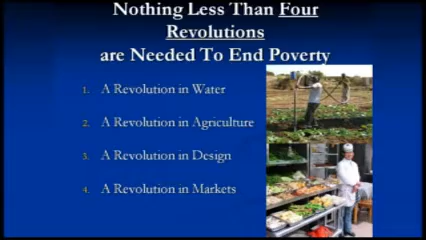 Nothing Less Than Four
Revolutions
are Needed To End Poverty
1. A Revolution in Water
2. A Revolution in Agriculture
3. A Revolution in Design
4. A Revolution in Markets